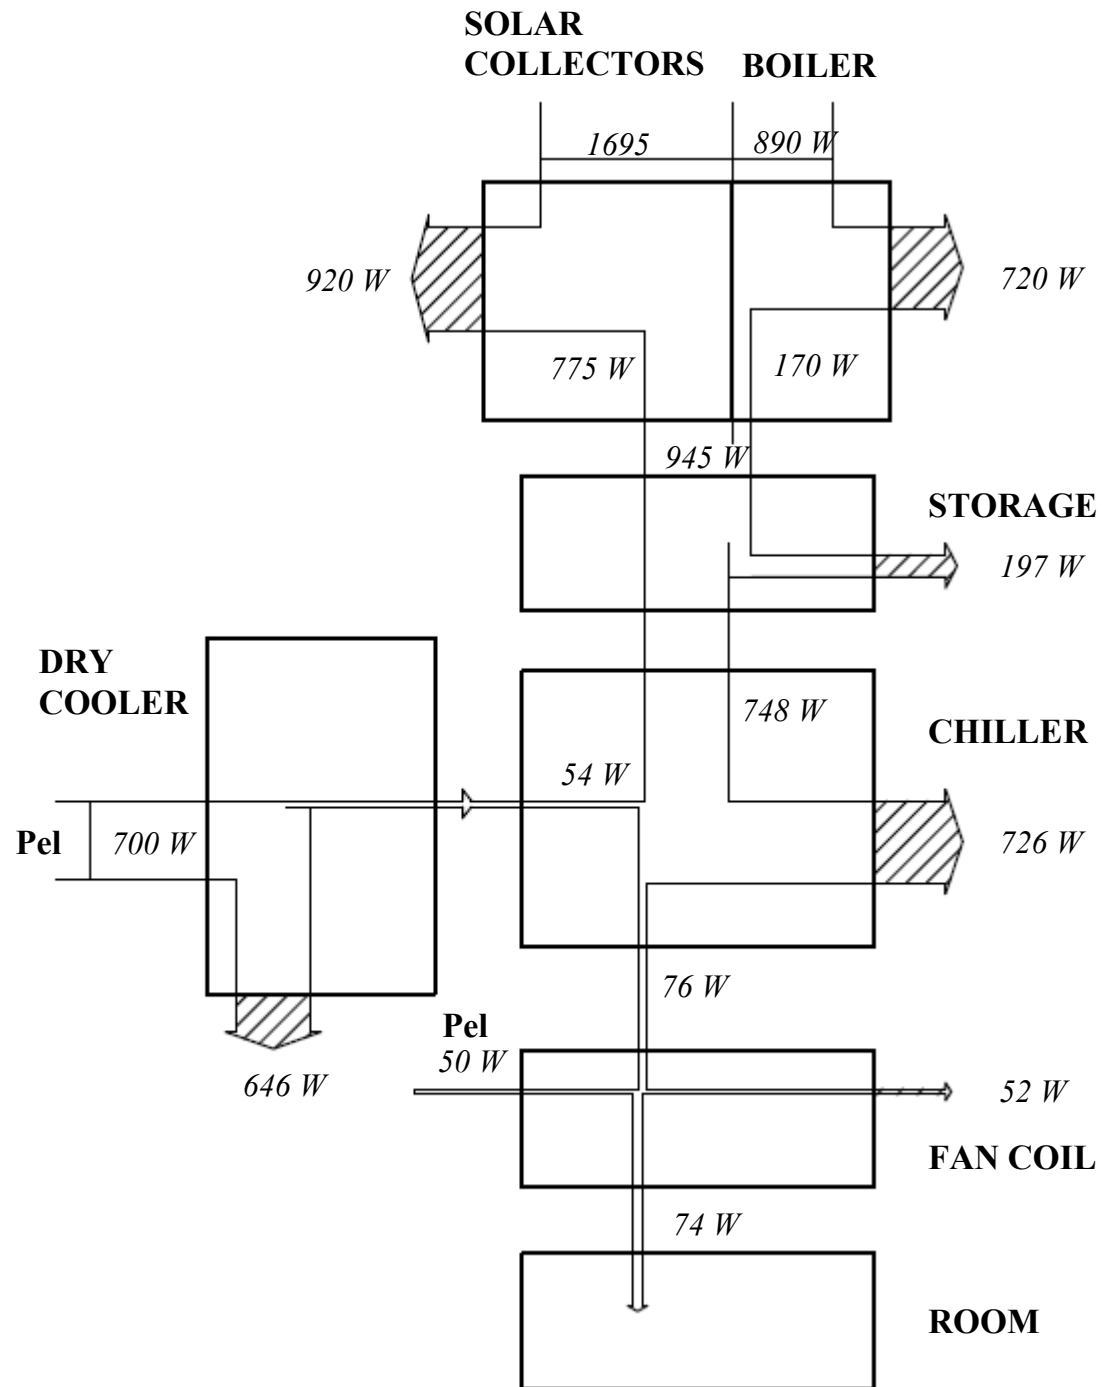 SOLAR
COLLECTORS
BOILER
1695
890 W
920 W
720 W
775 W
170 W
945 W
STORAGE
197 W
DRY
COOLER
748 W
CHILLER
54 W
Pel
700 W
726 W
76 W
Pel
50 W
646 W
52 W
FAN COIL
74 W
ROOM